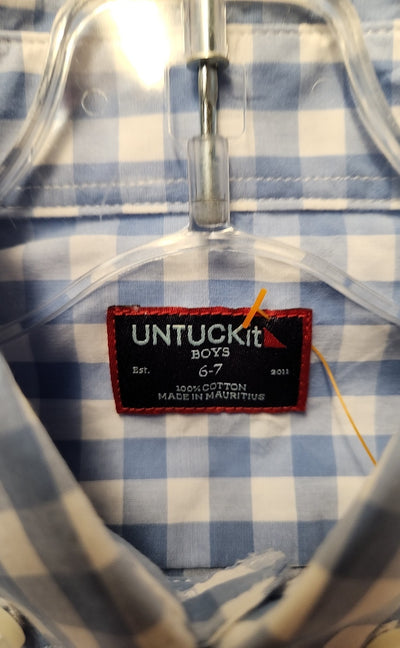 UNTUCKit
BOYS
Est. 6-7 2011
100% COTTON
MADE IN MAURITIUS